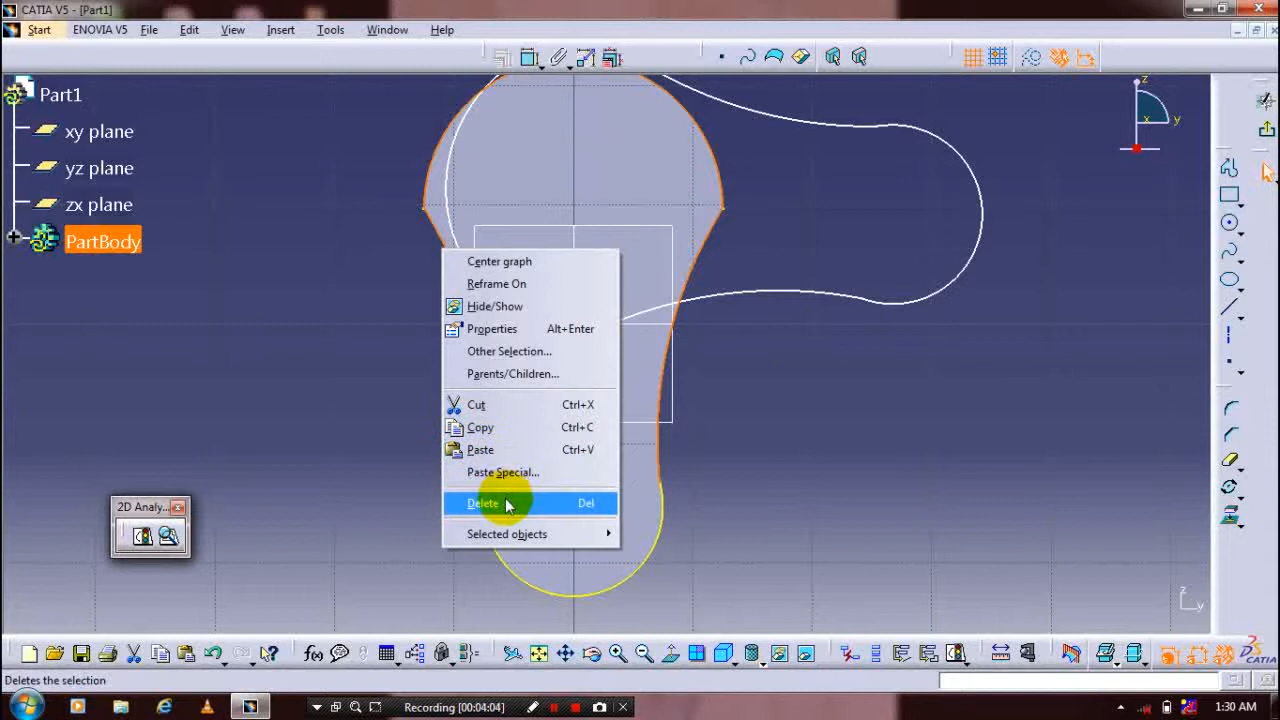 CATIA V5 - [Part1]
Start ENOVIA V5 File Edit View Insert Tools Window Help
Part1
xy plane
yz plane
zx plane
PartBody
z
x y
Center graph
Reframe On
Hide/Show
Properties Alt+Enter
Other Selection...
Parents/Children...
Cut Ctrl+X
Copy Ctrl+C
Paste Ctrl+V
Paste Special...
Delete Del
Selected objects
2D Analy...
z
y
f(x)
CATIA
Deletes the selection
Recording [00:04:04]
1:30 AM